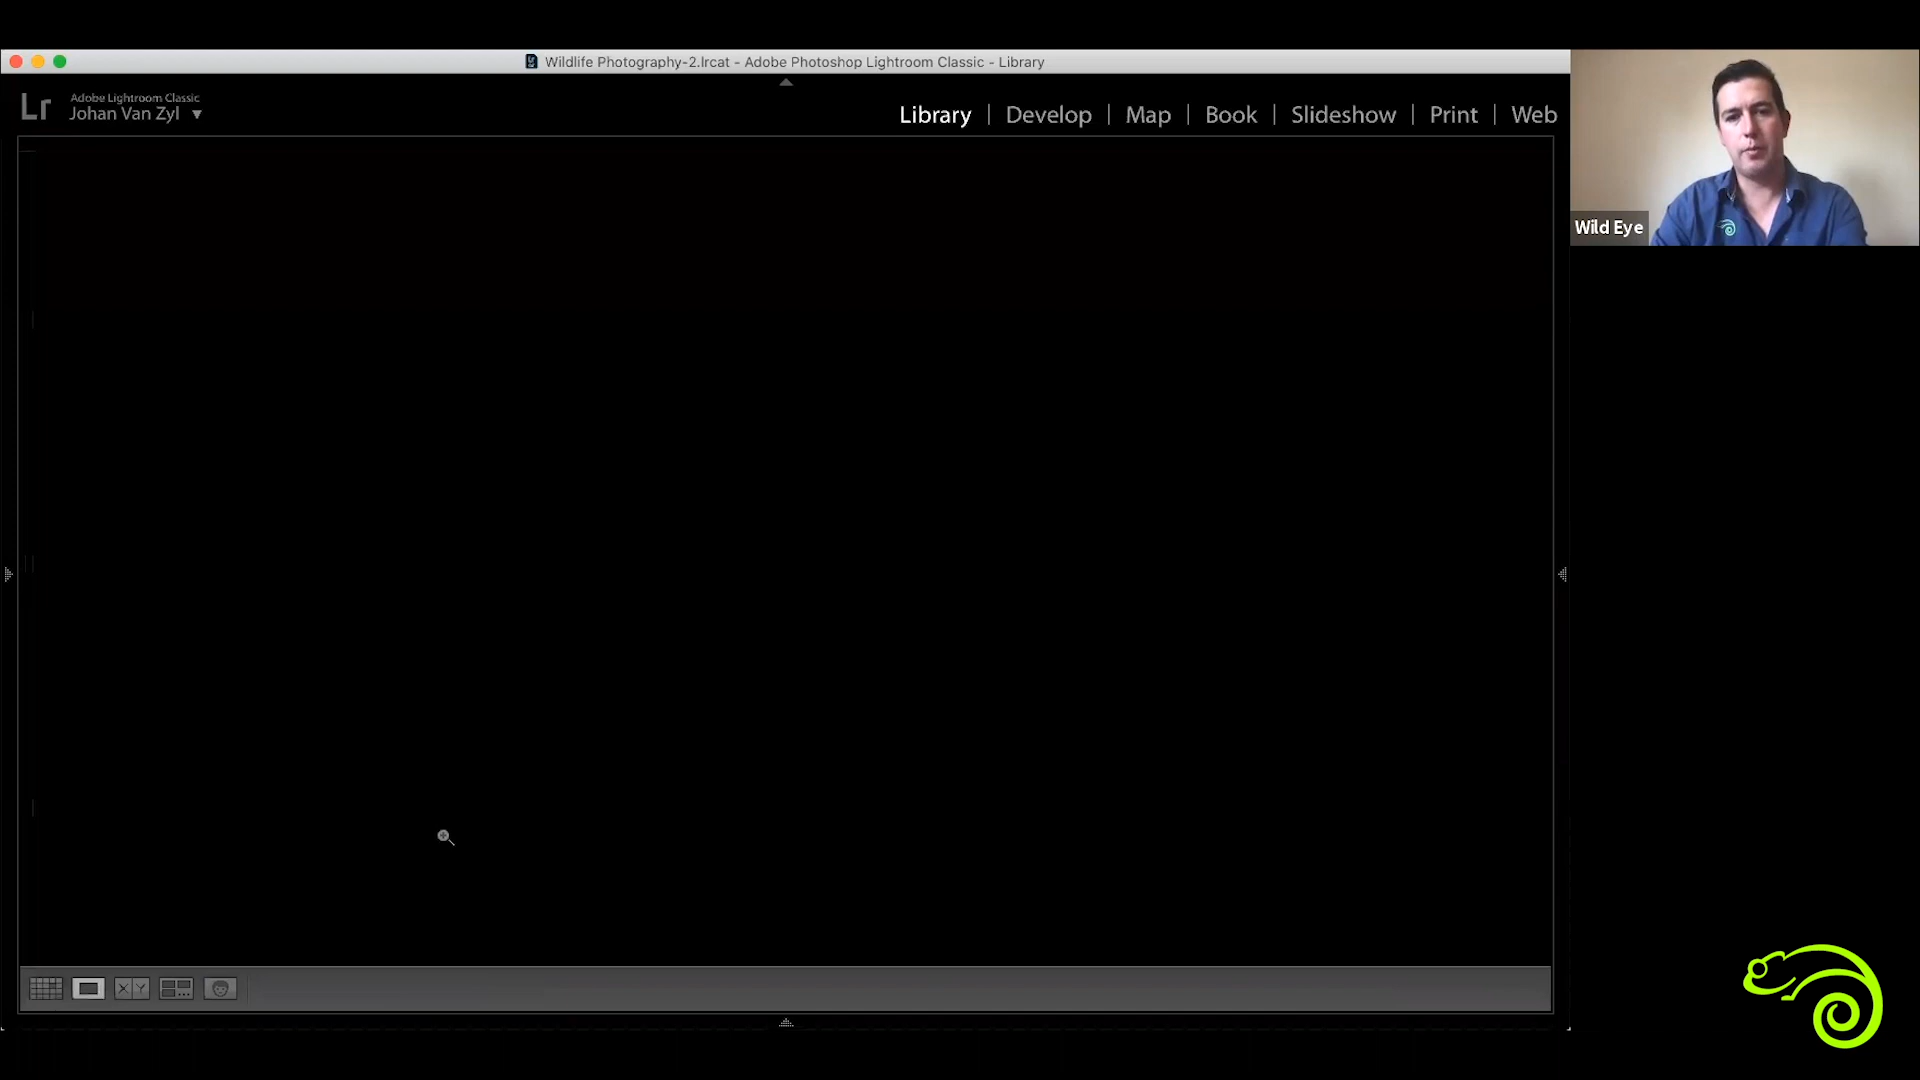 Wildlife Photography-2.lrcat - Adobe Photoshop Lightroom Classic - Library
Lr
Adobe Lightroom Classic
Johan Van Zyl
Library | Develop | Map | Book | Slideshow | Print | Web
Wild Eye
X Y